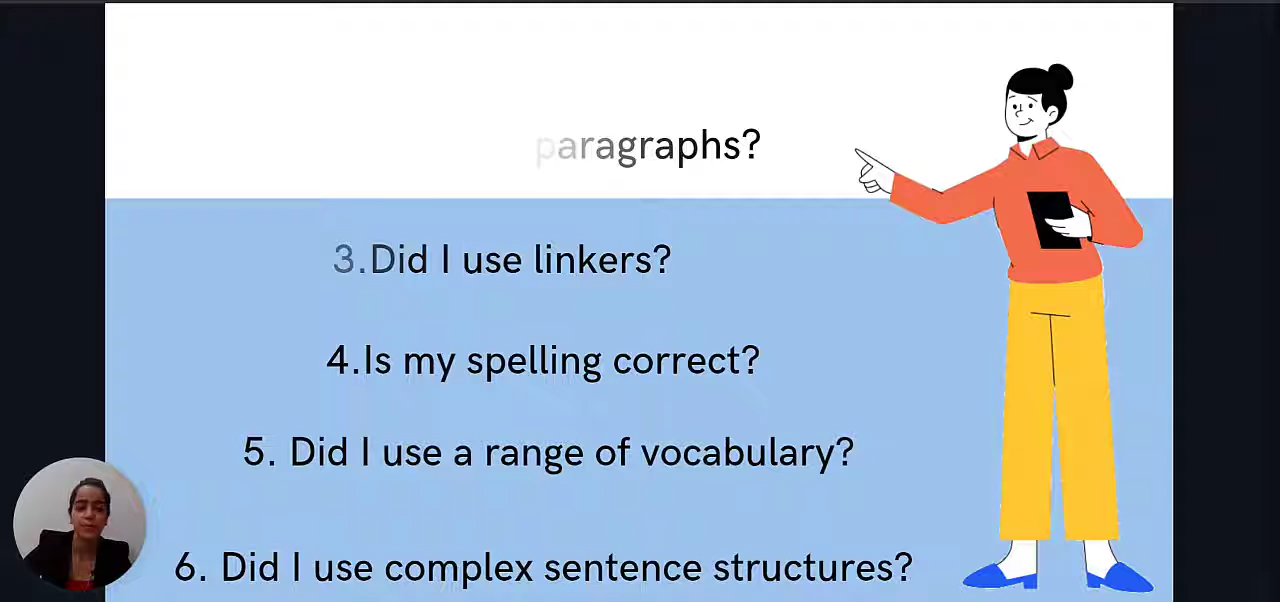 paragraphs?
3.Did I use linkers?
4.Is my spelling correct?
5. Did I use a range of vocabulary?
6. Did I use complex sentence structures?